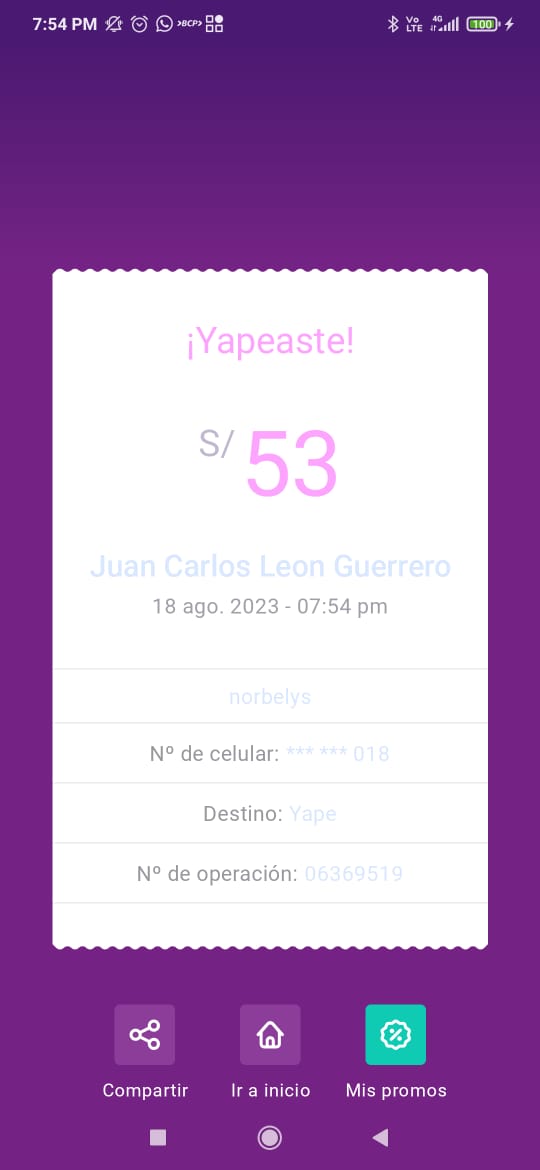 7:54 PM >BCP> Vo LTE 4G 100
¡Yapeaste!
S/ 53
Juan Carlos Leon Guerrero
18 ago. 2023 - 07:54 pm
norbelys
Nº de celular: *** *** 018
Destino: Yape
Nº de operación: 06369519
Compartir Ir a inicio Mis promos